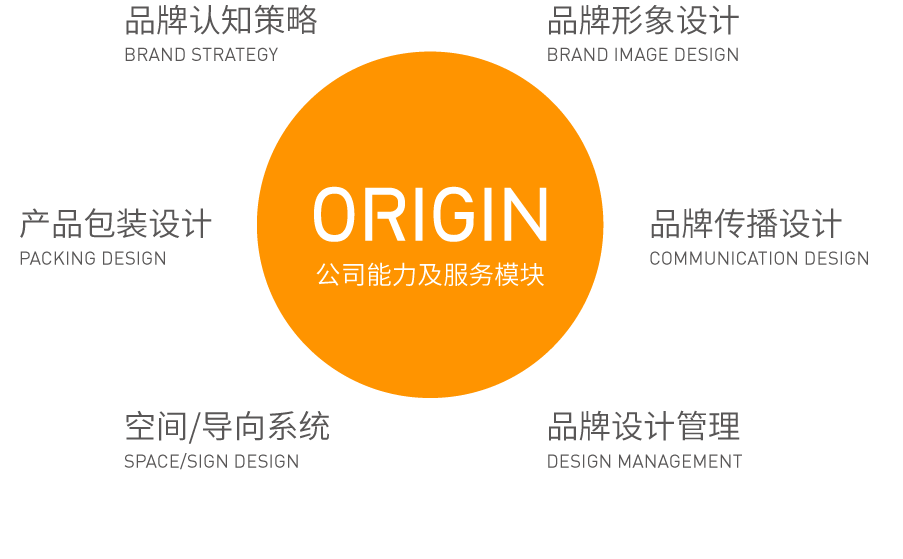 品牌认知策略
BRAND STRATEGY
品牌形象设计
BRAND IMAGE DESIGN
产品包装设计
PACKING DESIGN
ORIGIN
公司能力及服务模块
品牌传播设计
COMMUNICATION DESIGN
空间/导向系统
SPACE/SIGN DESIGN
品牌设计管理
DESIGN MANAGEMENT